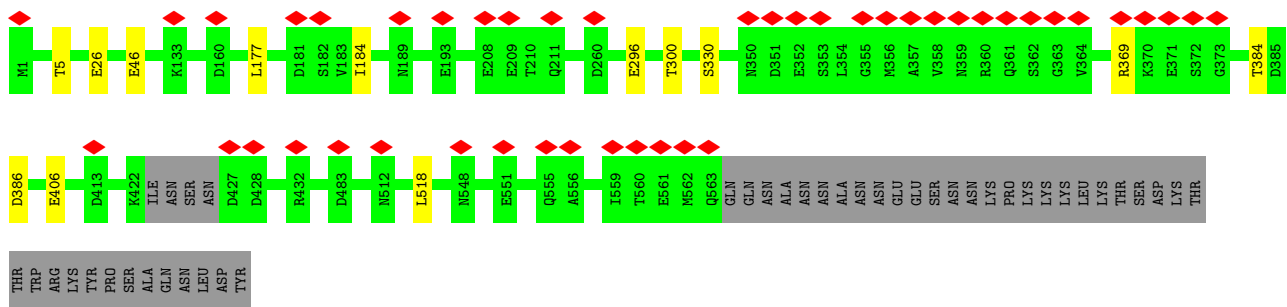 M1 T5 E26 E46 K133 D160 L177 D181 S182 V183 I184 N189 E193 E208 E209 T210 Q211 D260 E296 T300 S330 N350 D351 E352 S353 L354 G355 M356 A357 V358 N359 R360 Q361 S362 G363 V364 R369 K370 E371 S372 G373 T384 D385
D386 E406 D413 K422 ILE ASN SER ASN D427 D428 R432 D483 N512 L518 N548 E551 Q555 A556 I559 T560 E561 M562 Q563 GLN GLN ASN ALA ASN ASN ALA ASN ASN GLU GLU SER ASN ASN LYS PRO LYS LYS LYS LEU LYS THR SER ASP LYS THR
THR TRP ARG LYS TYR PRO SER ALA GLN ASN LEU ASP TYR